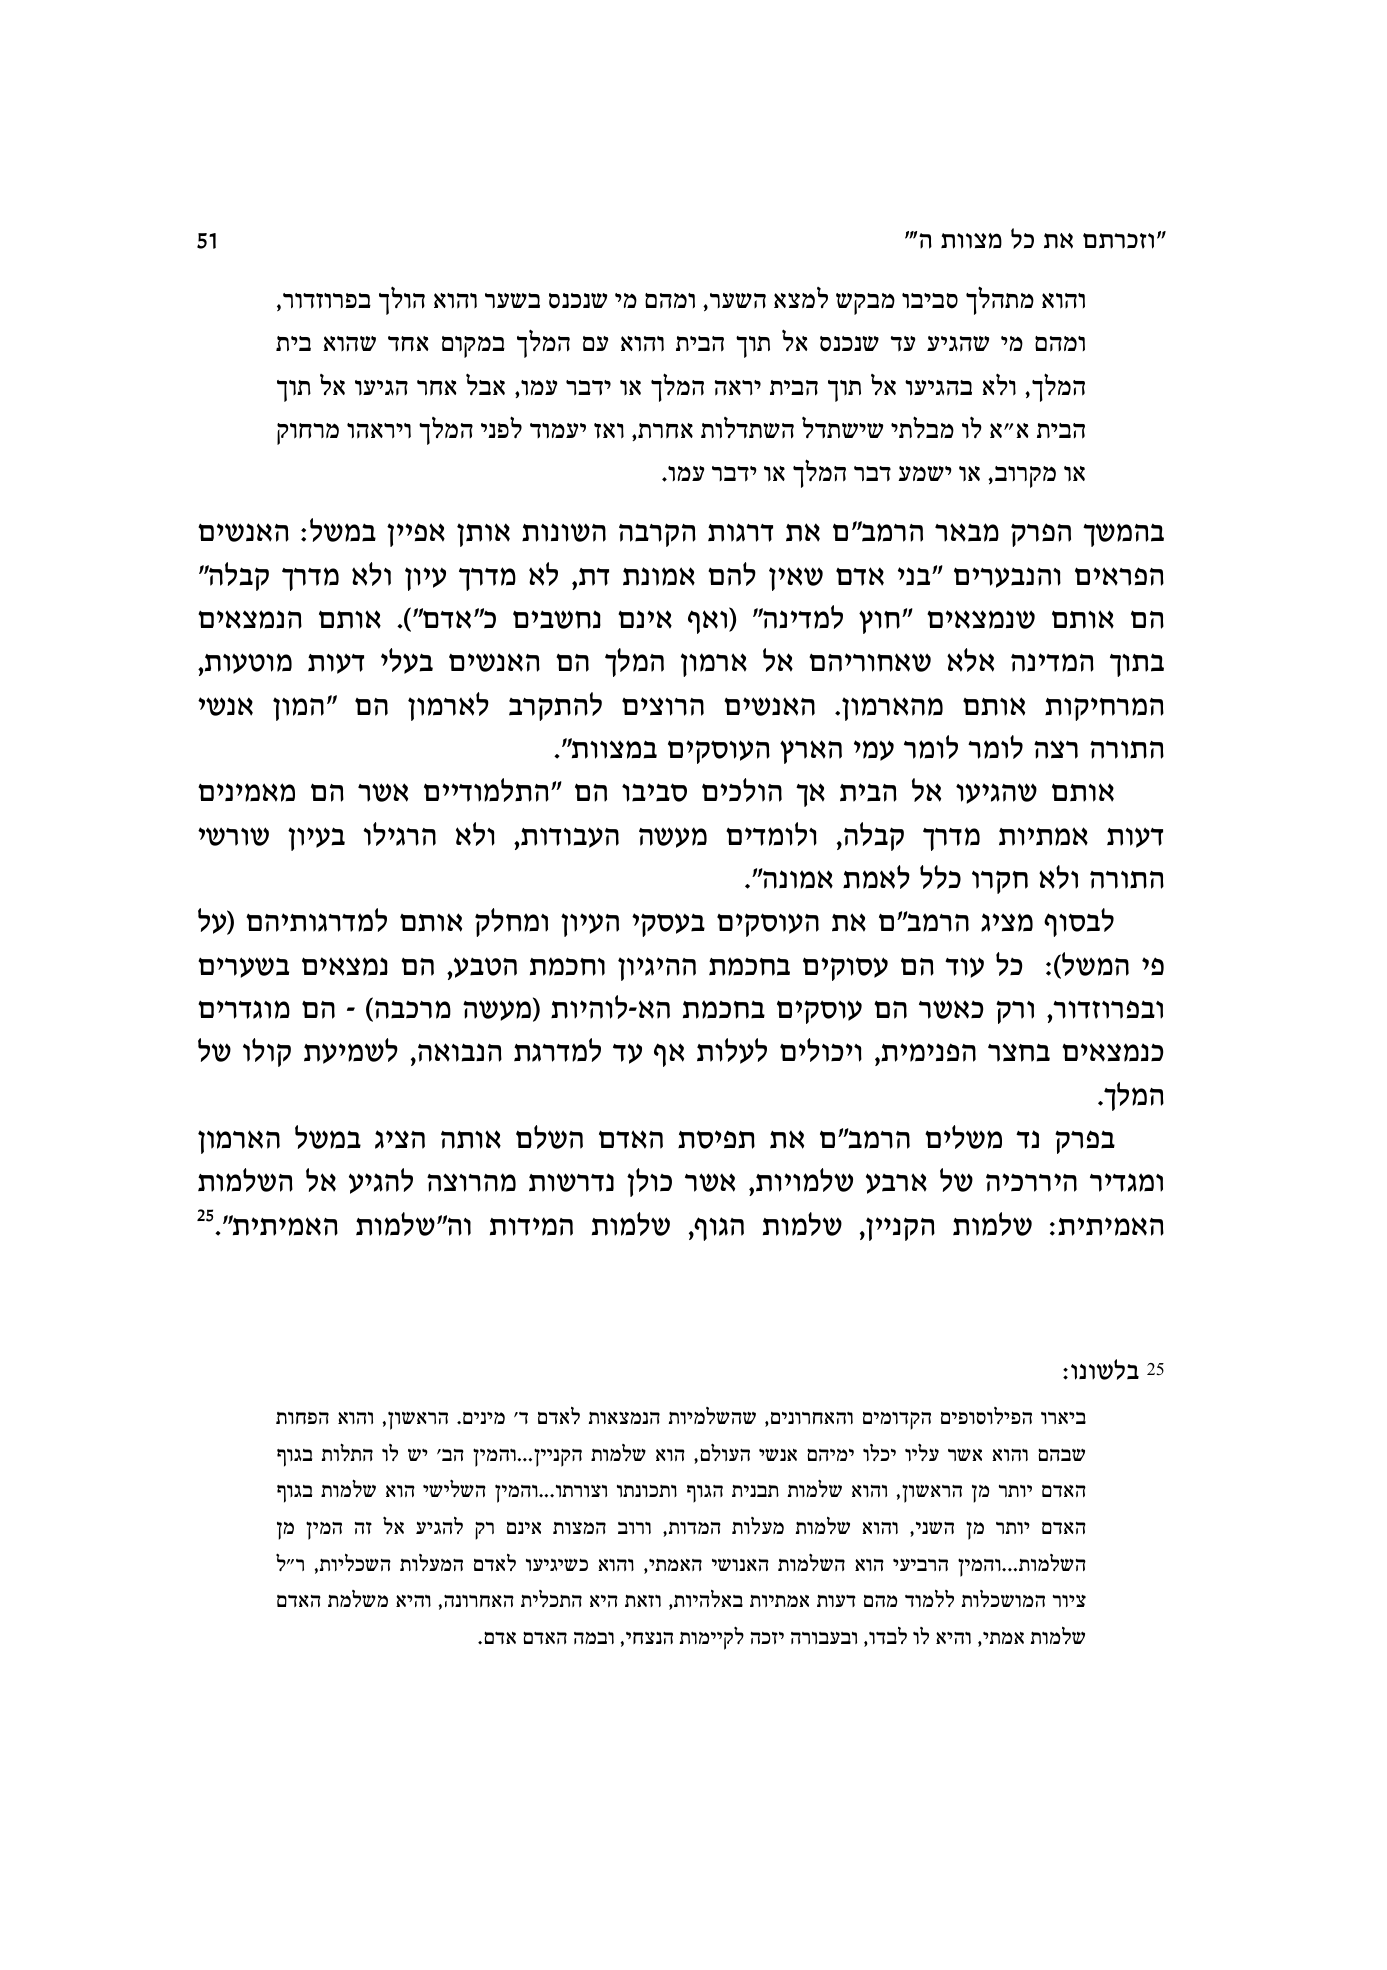 "וזכרתם את כל מצוות ה'" 51
והוא מתהלך סביבו מבקש למצא השער, ומהם מי שנכנס בשער והוא הולך בפרוזדור,
ומהם מי שהגיע עד שנכנס אל תוך הבית והוא עם המלך במקום אחד שהוא בית
המלך, ולא בהגיעו אל תוך הבית יראה המלך או ידבר עמו, אבל אחר הגיעו אל תוך
הבית א"א לו מבלתי שישתדל השתדלות אחרת, ואז יעמוד לפני המלך ויראהו מרחוק
או מקרוב, או ישמע דבר המלך או ידבר עמו.
בהמשך הפרק מבאר הרמב"ם את דרגות הקרבה השונות אותן אפיין במשל: האנשים
הפראים והנבערים "בני אדם שאין להם אמונת דת, לא מדרך עיון ולא מדרך קבלה"
הם אותם שנמצאים "חוץ למדינה" (ואף אינם נחשבים כ"אדם"). אותם הנמצאים
בתוך המדינה אלא שאחוריהם אל ארמון המלך הם האנשים בעלי דעות מוטעות,
המרחיקות אותם מהארמון. האנשים הרוצים להתקרב לארמון הם "המון אנשי
התורה רצה לומר לומר עמי הארץ העוסקים במצוות".
אותם שהגיעו אל הבית אך הולכים סביבו הם "התלמודיים אשר הם מאמינים
דעות אמתיות מדרך קבלה, ולומדים מעשה העבודות, ולא הרגילו בעיון שורשי
התורה ולא חקרו כלל לאמת אמונה".
לבסוף מציג הרמב"ם את העוסקים בעסקי העיון ומחלק אותם למדרגותיהם (על
פי המשל): כל עוד הם עסוקים בחכמת ההיגיון וחכמת הטבע, הם נמצאים בשערים
ובפרוזדור, ורק כאשר הם עוסקים בחכמת הא-לוהיות (מעשה מרכבה) - הם מוגדרים
כנמצאים בחצר הפנימית, ויכולים לעלות אף עד למדרגת הנבואה, לשמיעת קולו של
המלך.
בפרק נד משלים הרמב"ם את תפיסת האדם השלם אותה הציג במשל הארמון
ומגדיר היררכיה של ארבע שלמויות, אשר כולן נדרשות מהרוצה להגיע אל השלמות
האמיתית: שלמות הקניין, שלמות הגוף, שלמות המידות וה"שלמות האמיתית".25
25 בלשונו:
ביארו הפילוסופים הקדומים והאחרונים, שהשלמיות הנמצאות לאדם ד' מינים. הראשון, והוא הפחות
שבהם והוא אשר עליו יכלו ימיהם אנשי העולם, הוא שלמות הקניין...והמין הב' יש לו התלות בגוף
האדם יותר מן הראשון, והוא שלמות תבנית הגוף ותכונתו וצורתו...והמין השלישי הוא שלמות בגוף
האדם יותר מן השני, והוא שלמות מעלות המדות, ורוב המצות אינם רק להגיע אל זה המין מן
השלמות...והמין הרביעי הוא השלמות האנושי האמתי, והוא כשיגיעו לאדם המעלות השכליות, ר"ל
ציור המושכלות ללמוד מהם דעות אמתיות באלהיות, וזאת היא התכלית האחרונה, והיא משלמת האדם
שלמות אמתי, והיא לו לבדו, ובעבורה יזכה לקיימות הנצחי, ובמה האדם אדם.